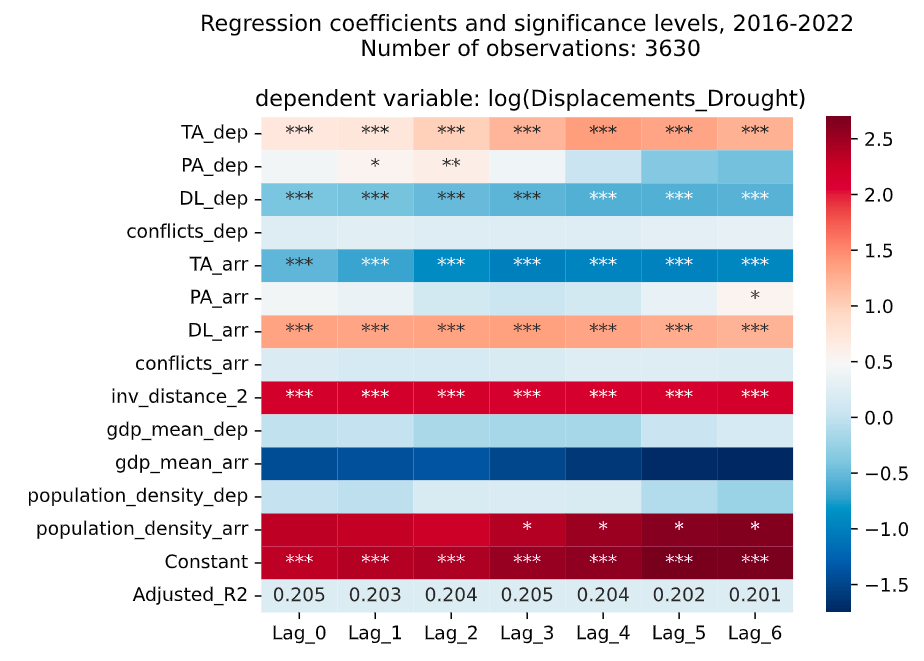 Regression coefficients and significance levels, 2016-2022
Number of observations: 3630
dependent variable: log(Displacements_Drought)
TA_dep *** *** *** *** *** *** ***
PA_dep * **
DL_dep *** *** *** *** *** *** ***
conflicts_dep
TA_arr *** *** *** *** *** *** ***
PA_arr *
DL_arr *** *** *** *** *** *** ***
conflicts_arr
inv_distance_2 *** *** *** *** *** *** ***
gdp_mean_dep
gdp_mean_arr
population_density_dep
population_density_arr * * * *
Constant *** *** *** *** *** *** ***
Adjusted_R2 0.205 0.203 0.204 0.205 0.204 0.202 0.201
Lag_0 Lag_1 Lag_2 Lag_3 Lag_4 Lag_5 Lag_6
2.5
2.0
1.5
1.0
0.5
0.0
−0.5
−1.0
−1.5